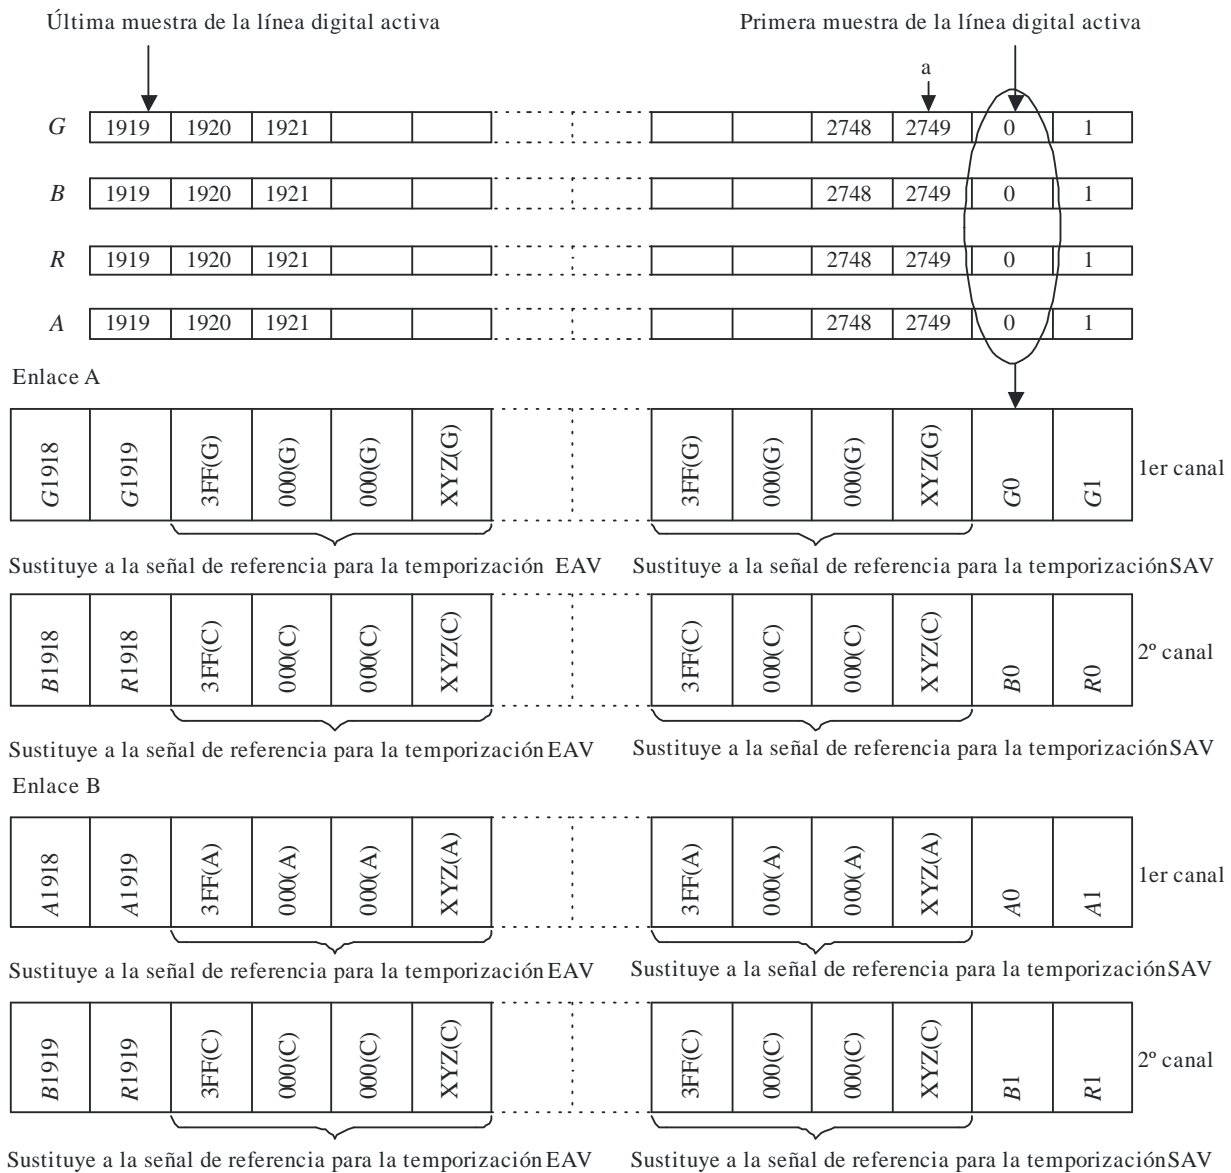 Última muestra de la línea digital activa
Primera muestra de la línea digital activa
a
G 1919 1920 1921 2748 2749 0 1
B 1919 1920 1921 2748 2749 0 1
R 1919 1920 1921 2748 2749 0 1
A 1919 1920 1921 2748 2749 0 1
Enlace A
G1918 G1919 3FF(G) 000(G) 000(G) XYZ(G) 3FF(G) 000(G) 000(G) XYZ(G) G0 G1 1er canal
Sustituye a la señal de referencia para la temporización EAV
Sustituye a la señal de referencia para la temporización SAV
B1918 R1918 3FF(C) 000(C) 000(C) XYZ(C) 3FF(C) 000(C) 000(C) XYZ(C) B0 R0 2º canal
Sustituye a la señal de referencia para la temporización EAV
Sustituye a la señal de referencia para la temporización SAV
Enlace B
A1918 A1919 3FF(A) 000(A) 000(A) XYZ(A) 3FF(A) 000(A) 000(A) XYZ(A) A0 A1 1er canal
Sustituye a la señal de referencia para la temporización EAV
Sustituye a la señal de referencia para la temporización SAV
B1919 R1919 3FF(C) 000(C) 000(C) XYZ(C) 3FF(C) 000(C) 000(C) XYZ(C) B1 R1 2º canal
Sustituye a la señal de referencia para la temporización EAV
Sustituye a la señal de referencia para la temporización SAV